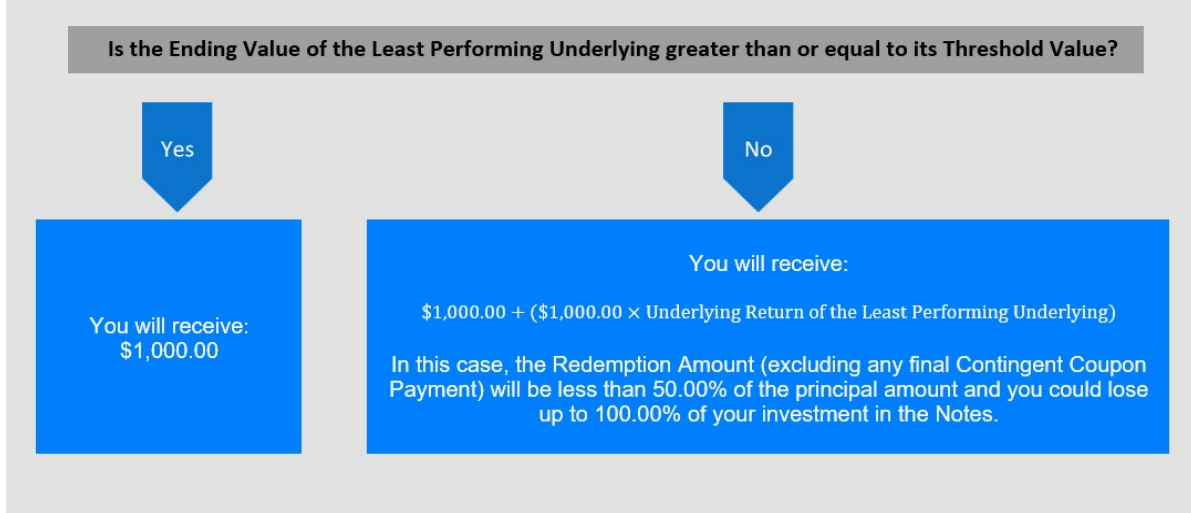 Is the Ending Value of the Least Performing Underlying greater than or equal to its Threshold Value?
Yes
No
You will receive:
$1,000.00
You will receive:
$1,000.00 + ($1,000.00 × Underlying Return of the Least Performing Underlying)
In this case, the Redemption Amount (excluding any final Contingent Coupon
Payment) will be less than 50.00% of the principal amount and you could lose
up to 100.00% of your investment in the Notes.